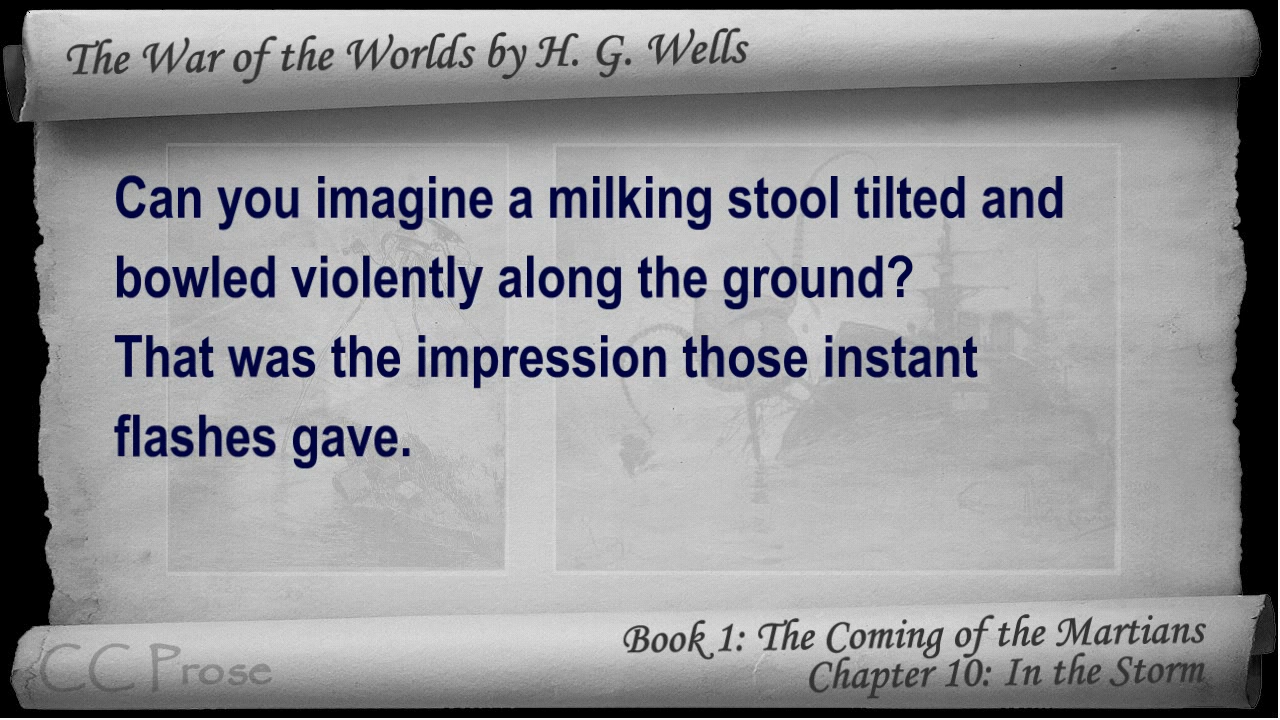 The War of the Worlds by H. G. Wells
Can you imagine a milking stool tilted and
bowled violently along the ground?
That was the impression those instant
flashes gave.
Book 1: The Coming of the Martians
Chapter 10: In the Storm
CC Prose